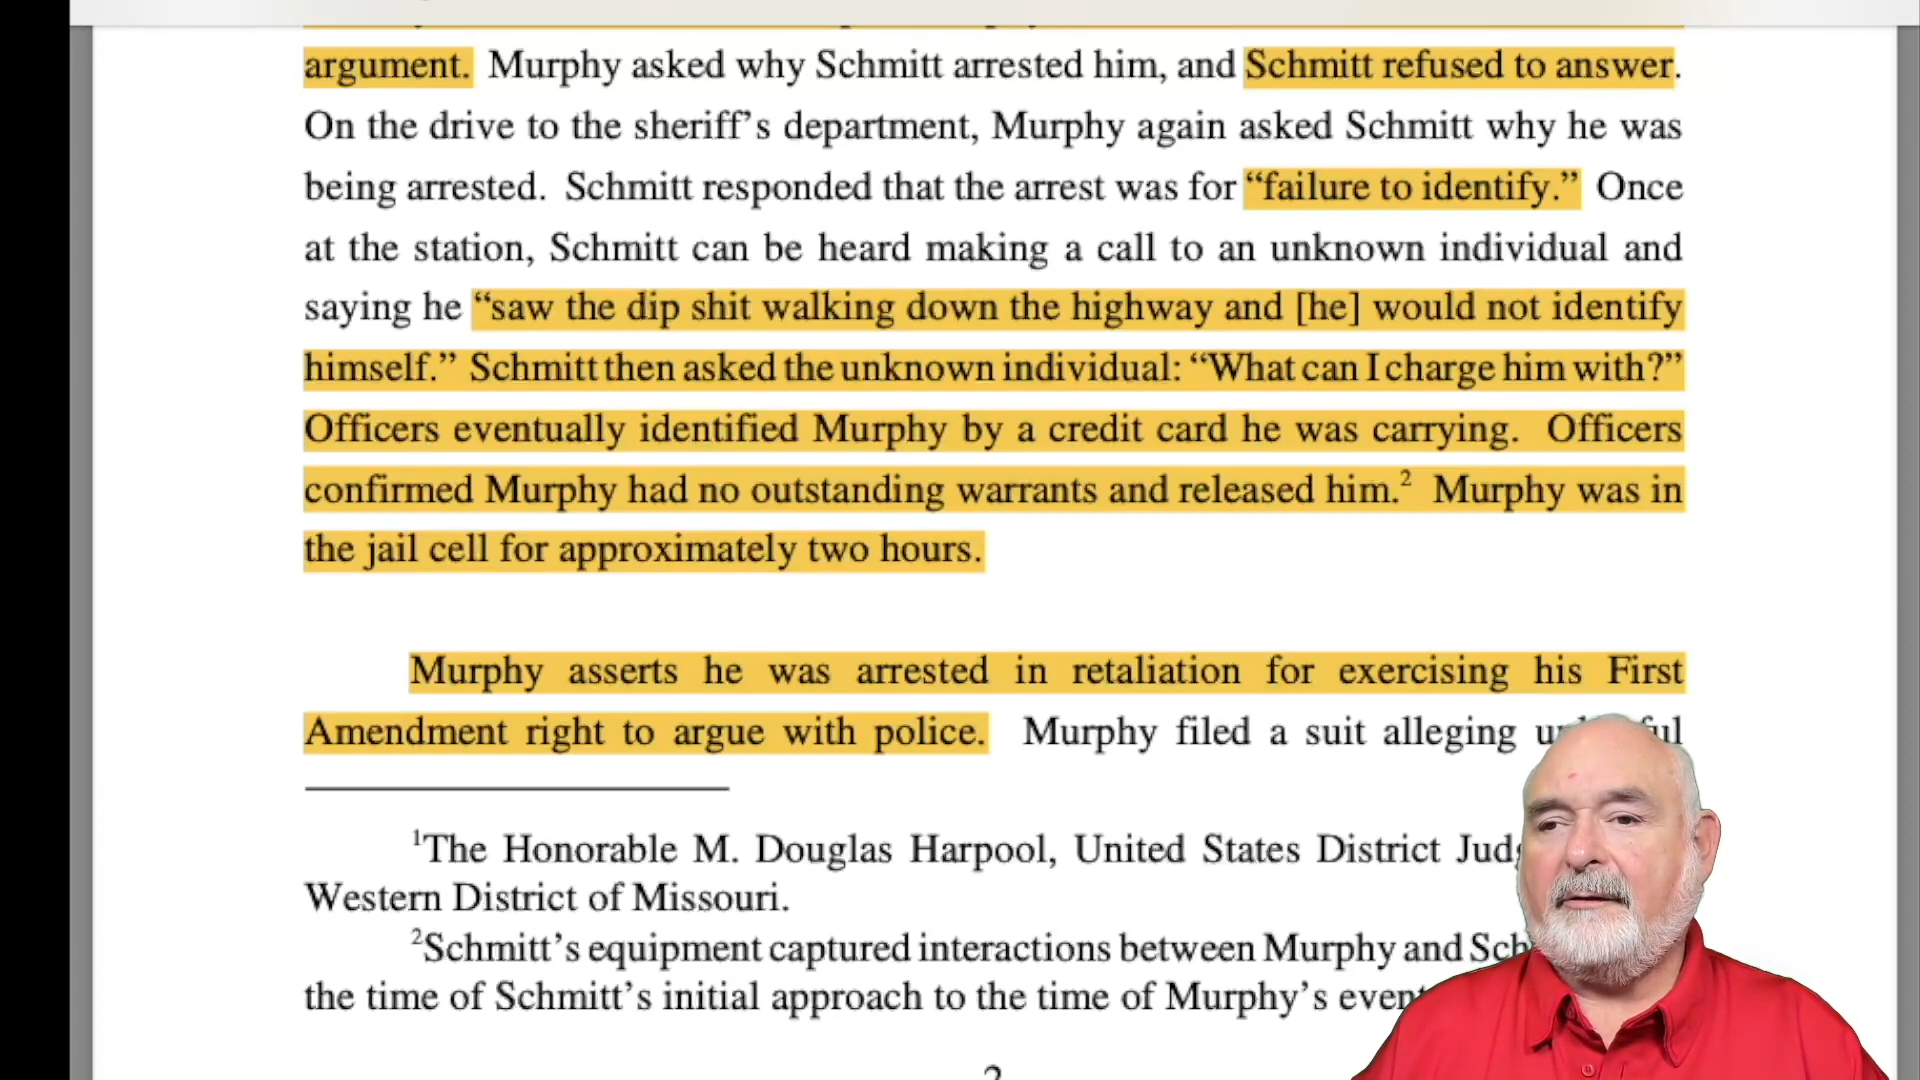 argument. Murphy asked why Schmitt arrested him, and Schmitt refused to answer.
On the drive to the sheriff's department, Murphy again asked Schmitt why he was
being arrested. Schmitt responded that the arrest was for “failure to identify.” Once
at the station, Schmitt can be heard making a call to an unknown individual and
saying he “saw the dip shit walking down the highway and [he] would not identify
himself.” Schmitt then asked the unknown individual: “What can I charge him with?”
Officers eventually identified Murphy by a credit card he was carrying. Officers
confirmed Murphy had no outstanding warrants and released him.2 Murphy was in
the jail cell for approximately two hours.
Murphy asserts he was arrested in retaliation for exercising his First
Amendment right to argue with police. Murphy filed a suit alleging
1The Honorable M. Douglas Harpool, United States District
Western District of Missouri.
2Schmitt's equipment captured interactions between Murphy and
the time of Schmitt's initial approach to the time of Murphy's